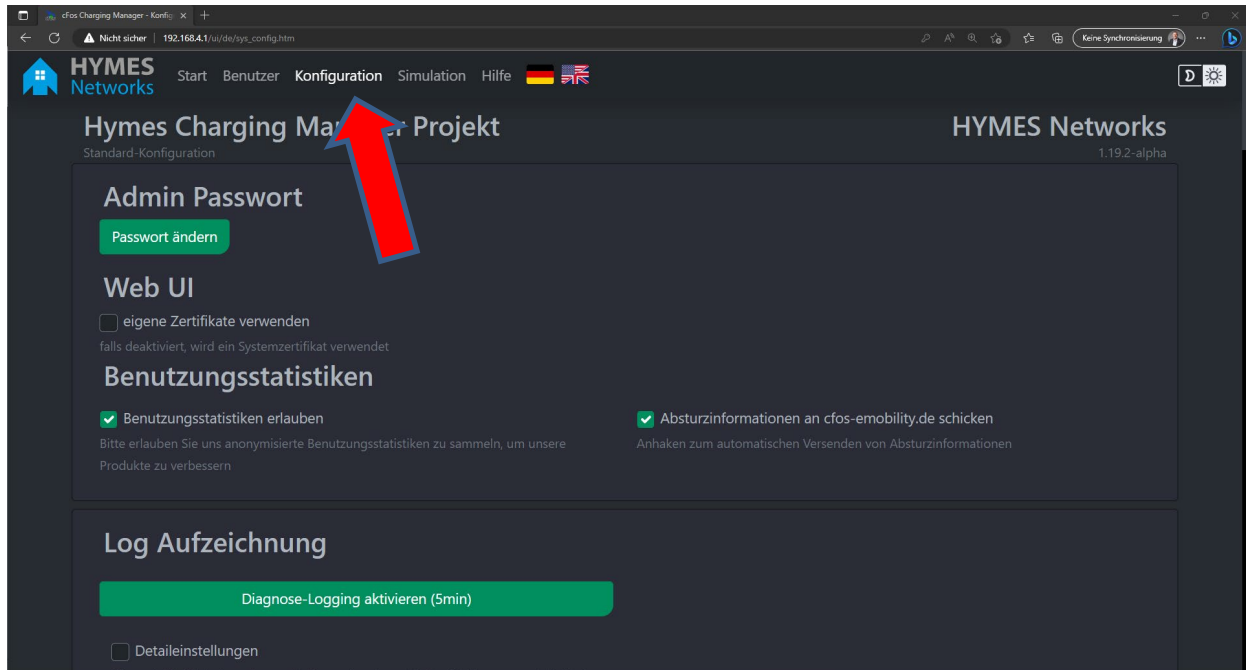 cFos Charging Manager - Konfig
Nicht sicher | 192.168.4.1/ui/de/sys_config.htm
Keine Synchronisierung
HYMES
Networks
Start Benutzer Konfiguration Simulation Hilfe
Hymes Charging Projekt
Standard-Konfiguration
HYMES Networks
1.19.2-alpha
Admin Passwort
Passwort ändern
Web UI
eigene Zertifikate verwenden
falls deaktiviert, wird ein Systemzertifikat verwendet
Benutzungsstatistiken
Benutzungsstatistiken erlauben
Bitte erlauben Sie uns anonymisierte Benutzungsstatistiken zu sammeln, um unsere
Produkte zu verbessern
Absturzinformationen an cfos-emobility.de schicken
Anhaken zum automatischen Versenden von Absturzinformationen
Log Aufzeichnung
Diagnose-Logging aktivieren (5min)
Detaileinstellungen